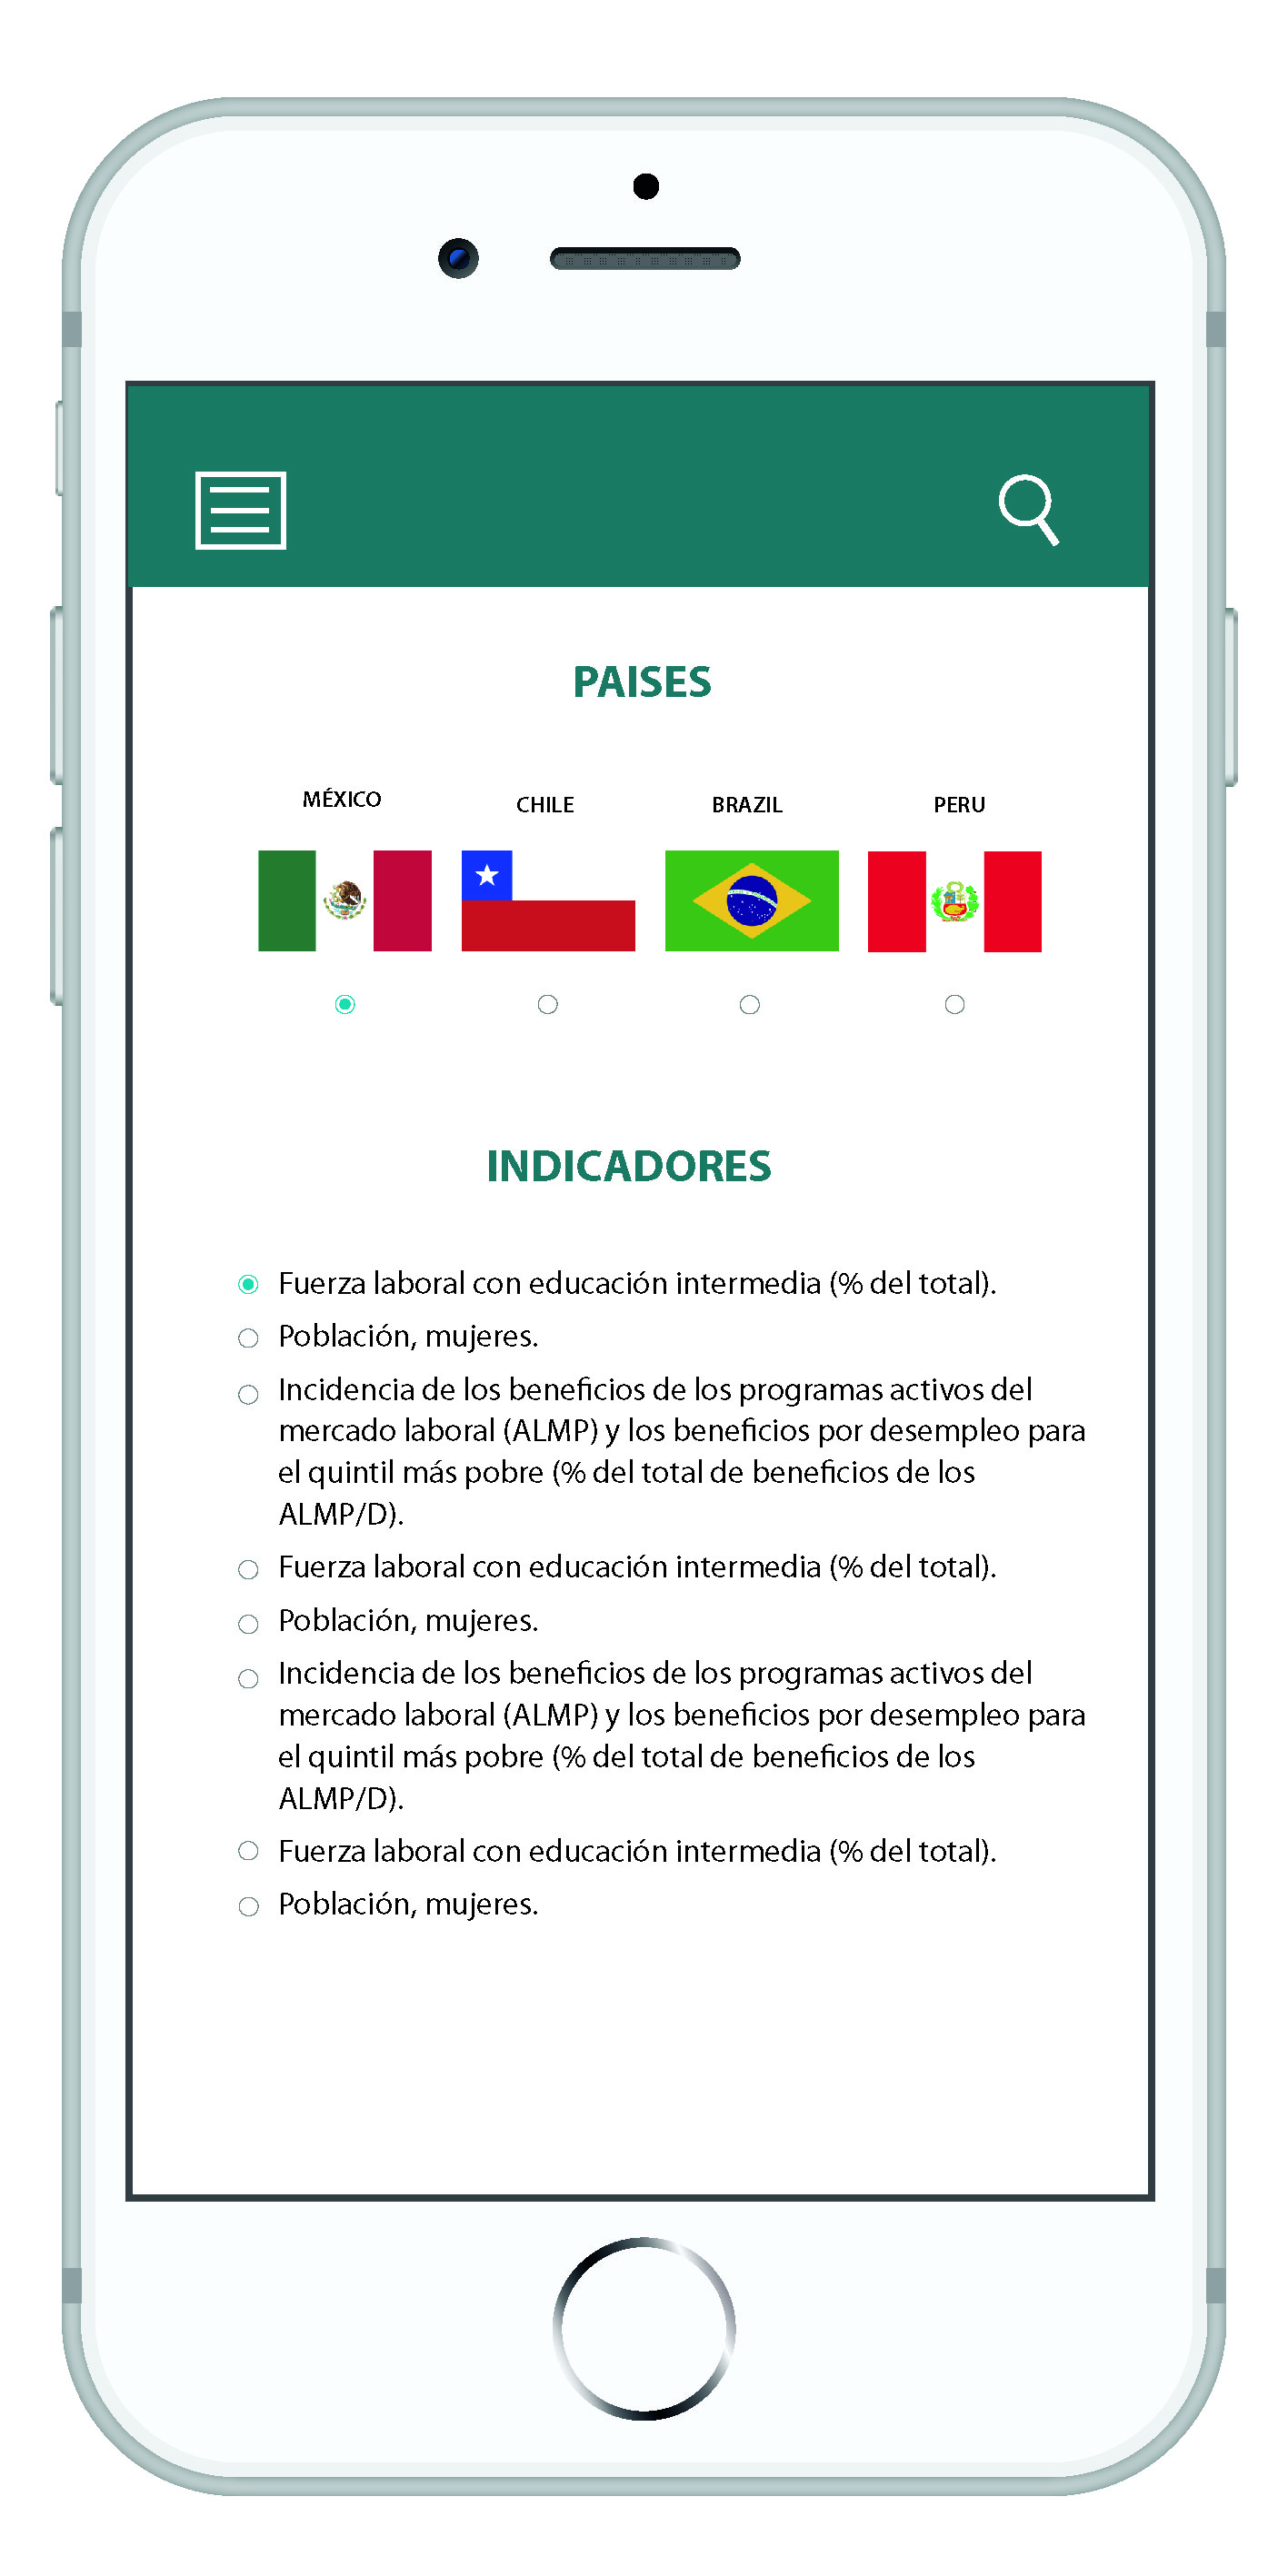 PAISES
MÉXICO CHILE BRAZIL PERU
INDICADORES
Fuerza laboral con educación intermedia (% del total).
Población, mujeres.
Incidencia de los beneficios de los programas activos del
mercado laboral (ALMP) y los beneficios por desempleo para
el quintil más pobre (% del total de beneficios de los
ALMP/D).
Fuerza laboral con educación intermedia (% del total).
Población, mujeres.
Incidencia de los beneficios de los programas activos del
mercado laboral (ALMP) y los beneficios por desempleo para
el quintil más pobre (% del total de beneficios de los
ALMP/D).
Fuerza laboral con educación intermedia (% del total).
Población, mujeres.